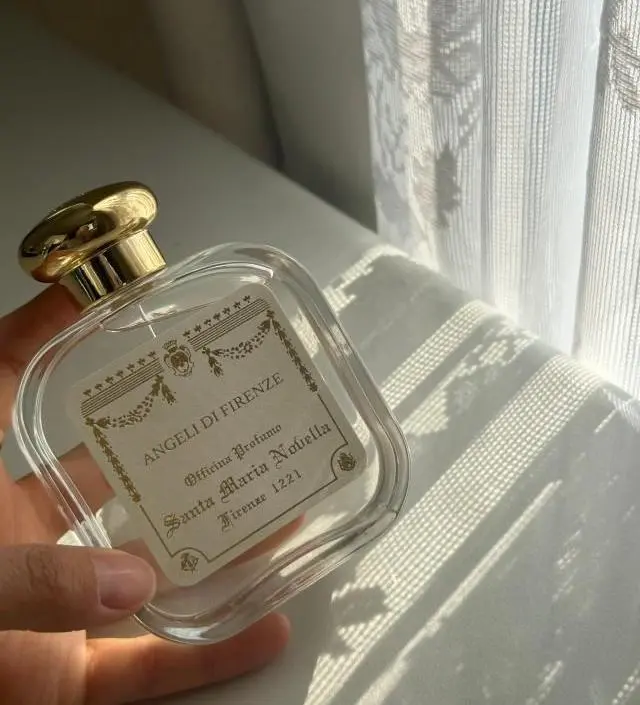 ANGELI DI FIRENZE
Officina Profumo
Santa Maria Novella
Firenze 1221